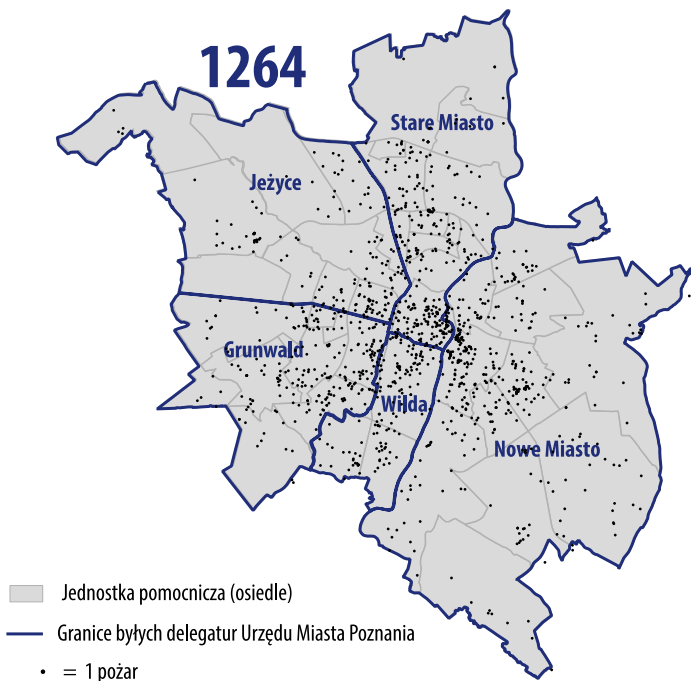 1264
Stare Miasto
Jeżyce
Grunwald
Wilda
Nowe Miasto
Jednostka pomocnicza (osiedle)
Granice byłych delegatur Urzędu Miasta Poznania
= 1 pożar